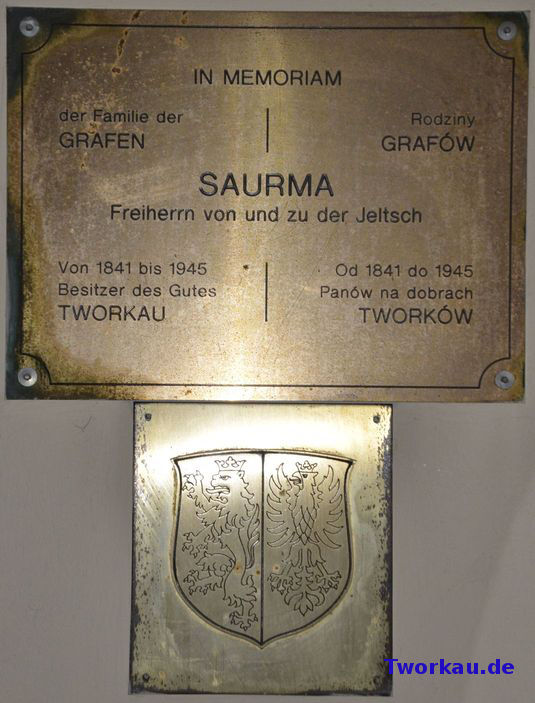 IN MEMORIAM
der Familie der
GRAFEN
Rodziny
GRAFÓW
SAURMA
Freiherrn von und zu der Jeltsch
Von 1841 bis 1945
Besitzer des Gutes
TWORKAU
Od 1841 do 1945
Panów na dobrach
TWORKÓW
Tworkau.de